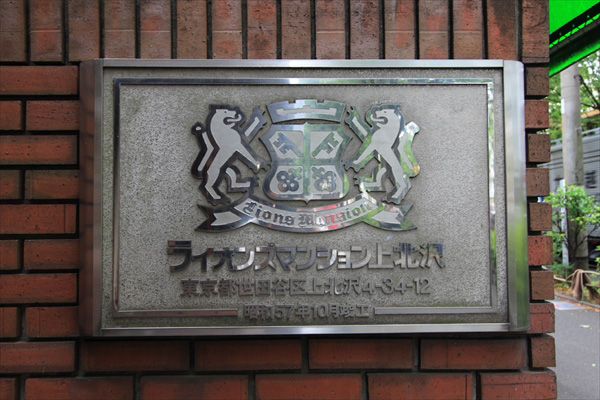 Lions Mansion
ライオンズマンション上北沢
東京都世田谷区上北沢4-34-12
昭和57年10月竣工